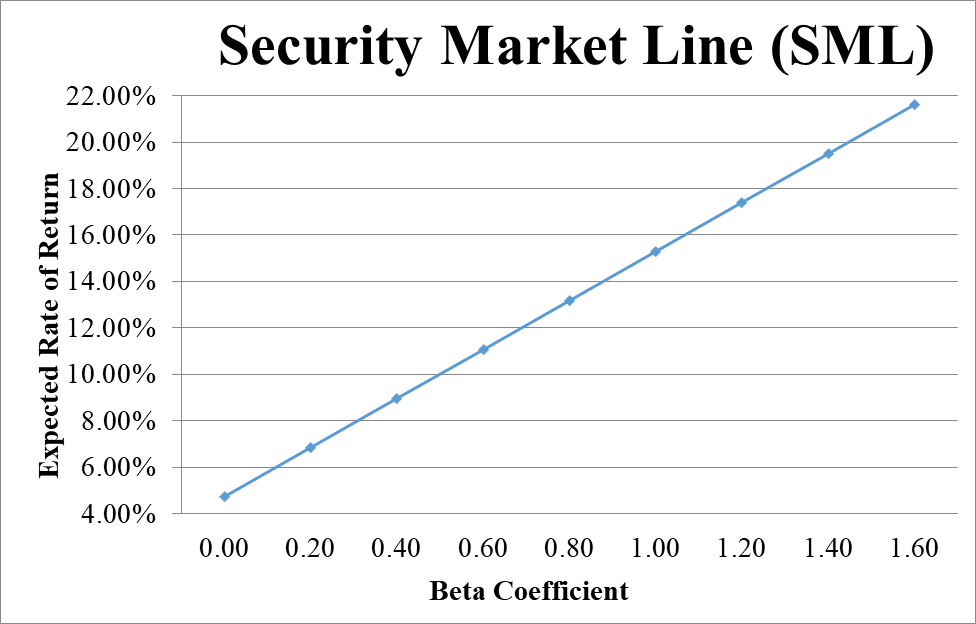 Security Market Line (SML)
22.00%
20.00%
18.00%
16.00%
14.00%
12.00%
10.00%
8.00%
6.00%
4.00%
Expected Rate of Return
0.00 0.20 0.40 0.60 0.80 1.00 1.20 1.40 1.60
Beta Coefficient